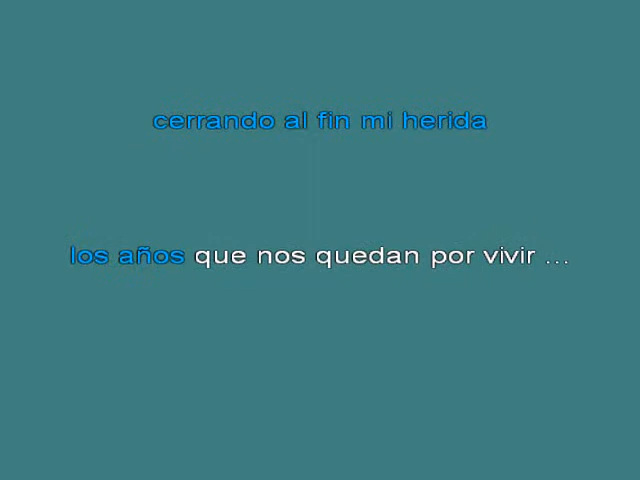 cerrando al fin mi herida
los años que nos quedan por vivir ...